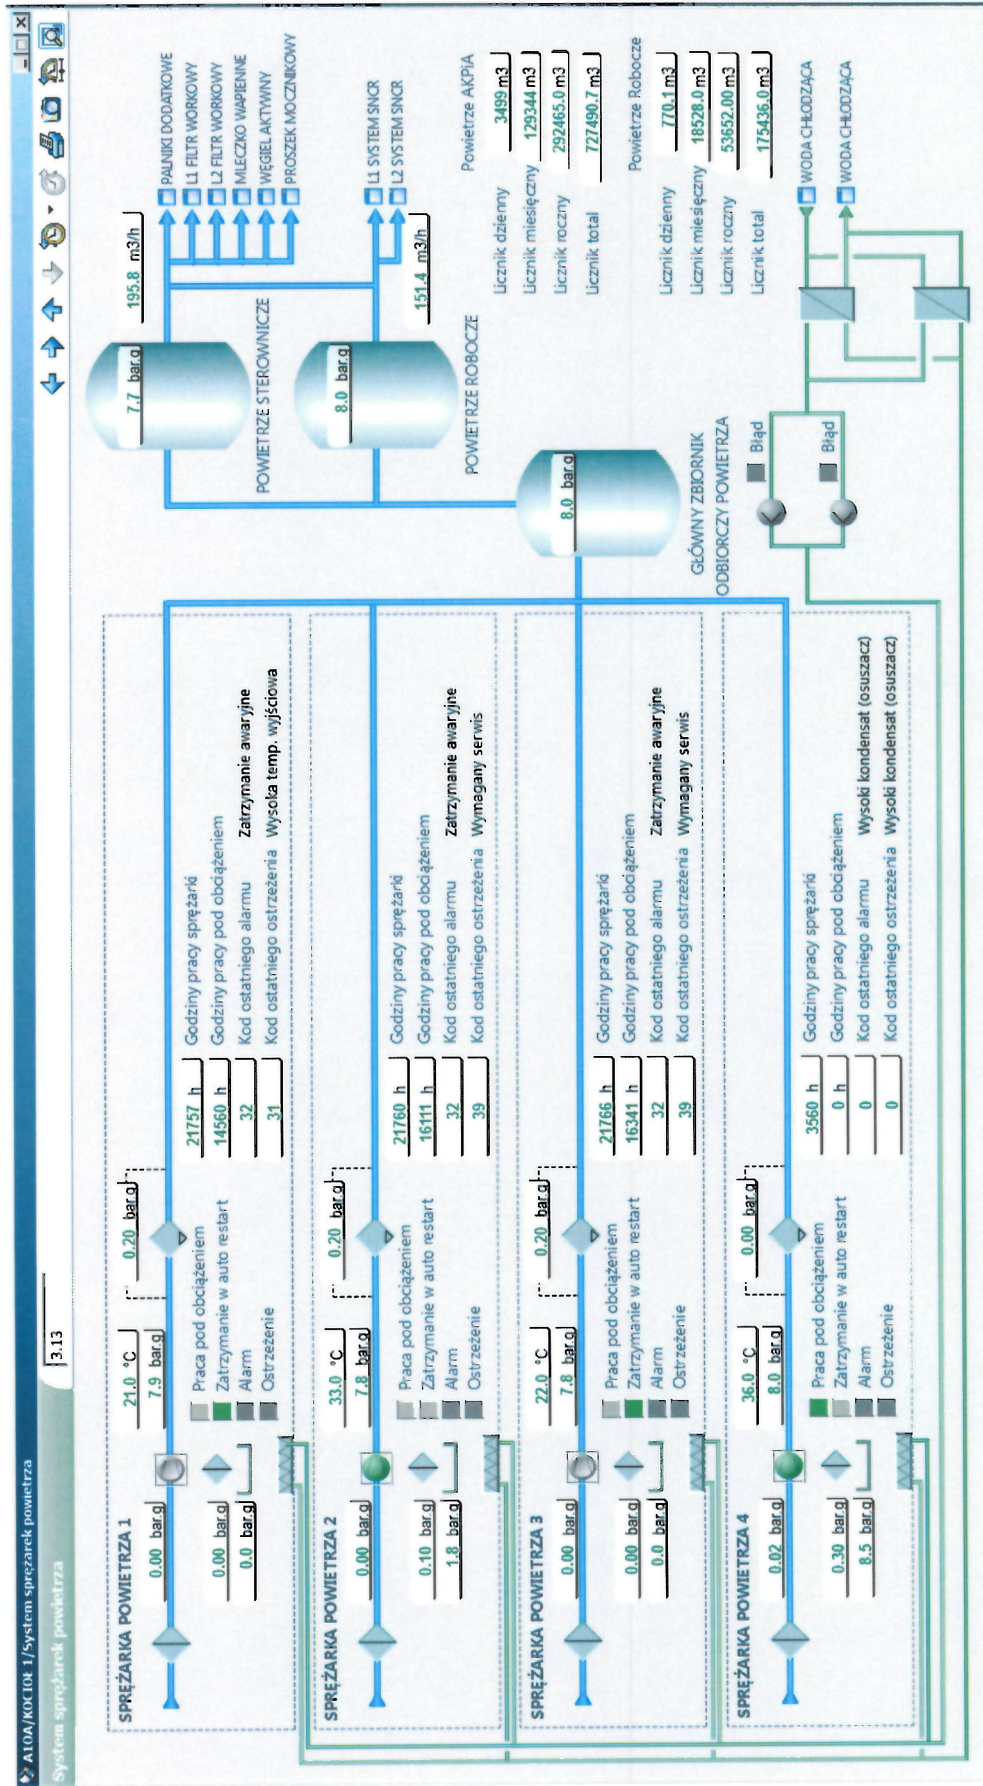 A10A/KOCIOŁ 1/System sprężarek powietrza
System sprężarek powietrza
3.13
SPRĘŻARKA POWIETRZA 1
0.00 bar.g
21.0 °C
7.9 bar.g
0.20 bar.g
0.00 bar.g
0.0 bar.g
Praca pod obciążeniem
Zatrzymanie w auto restart
Alarm
Ostrzeżenie
21757 h Godziny pracy sprężarki
14560 h Godziny pracy pod obciążeniem
32 Kod ostatniego alarmu Zatrzymanie awaryjne
31 Kod ostatniego ostrzeżenia Wysoka temp. wyjściowa
SPRĘŻARKA POWIETRZA 2
0.00 bar.g
33.0 °C
7.8 bar.g
0.20 bar.g
0.10 bar.g
1.8 bar.g
Praca pod obciążeniem
Zatrzymanie w auto restart
Alarm
Ostrzeżenie
21760 h Godziny pracy sprężarki
16111 h Godziny pracy pod obciążeniem
32 Kod ostatniego alarmu Zatrzymanie awaryjne
39 Kod ostatniego ostrzeżenia Wymagany serwis
SPRĘŻARKA POWIETRZA 3
0.00 bar.g
22.0 °C
7.8 bar.g
0.20 bar.g
0.00 bar.g
0.0 bar.g
Praca pod obciążeniem
Zatrzymanie w auto restart
Alarm
Ostrzeżenie
21766 h Godziny pracy sprężarki
16341 h Godziny pracy pod obciążeniem
32 Kod ostatniego alarmu Zatrzymanie awaryjne
39 Kod ostatniego ostrzeżenia Wymagany serwis
SPRĘŻARKA POWIETRZA 4
0.02 bar.g
36.0 °C
8.0 bar.g
0.00 bar.g
0.30 bar.g
8.5 bar.g
Praca pod obciążeniem
Zatrzymanie w auto restart
Alarm
Ostrzeżenie
3560 h Godziny pracy sprężarki
0 h Godziny pracy pod obciążeniem
0 Kod ostatniego alarmu Wysoki kondensat (osuszacz)
0 Kod ostatniego ostrzeżenia Wysoki kondensat (osuszacz)
7.7 bar.g
195.8 m3/h
POWIETRZE STEROWNICZE
PALNIKI DODATKOWE
L1 FILTR WORKOWY
L2 FILTR WORKOWY
MLECZKO WAPIENNE
WĘGIEL AKTYWNY
PROSZEK MOCZNIKOWY
8.0 bar.g
151.4 m3/h
POWIETRZE ROBOCZE
L1 SYSTEM SNCR
L2 SYSTEM SNCR
8.0 bar.g
GŁÓWNY ZBIORNIK
ODBIORCZY POWIETRZA
Powietrze AKPiA
Licznik dzienny 3499 m3
Licznik miesięczny 129344 m3
Licznik roczny 292465.0 m3
Licznik total 727490.7 m3
Powietrze Robocze
Licznik dzienny 770.1 m3
Licznik miesięczny 18528.0 m3
Licznik roczny 53652.00 m3
Licznik total 175436.0 m3
Błąd
Błąd
WODA CHŁODZĄCA
WODA CHŁODZĄCA